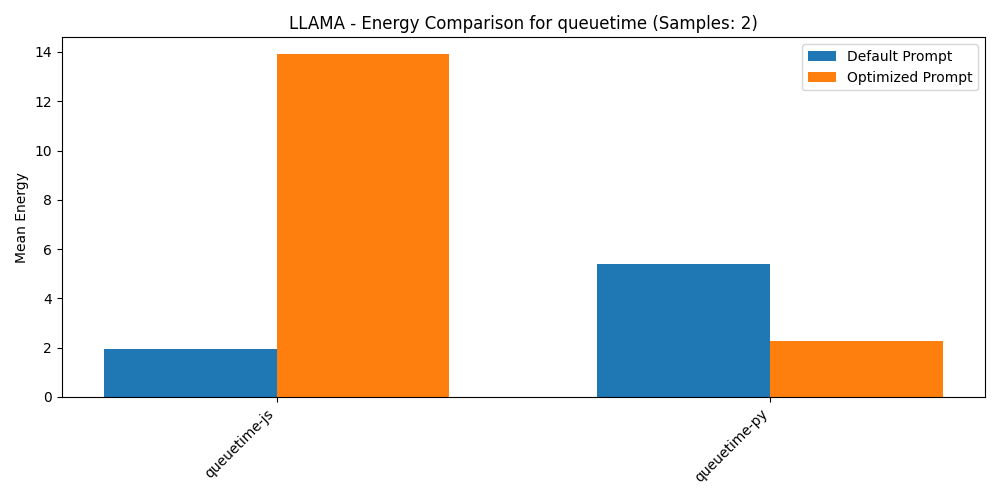 LLAMA - Energy Comparison for queuetime (Samples: 2)
Default Prompt
Optimized Prompt
Mean Energy
14
12
10
8
6
4
2
0
queuetime-js
queuetime-py